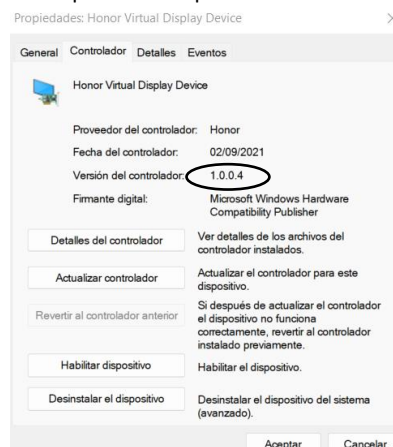 Propiedades: Honor Virtual Display Device
General Controlador Detalles Eventos
Honor Virtual Display Device
Proveedor del controlador: Honor
Fecha del controlador: 02/09/2021
Versión del controlador: 1.0.0.4
Firmante digital: Microsoft Windows Hardware
Compatibility Publisher
Detalles del controlador
Ver detalles de los archivos del
controlador instalados.
Actualizar controlador
Actualizar el controlador para este
dispositivo.
Revertir al controlador anterior
Si después de actualizar el controlador
el dispositivo no funciona
correctamente, revertir al controlador
instalado previamente.
Habilitar dispositivo
Habilitar el dispositivo.
Desinstalar el dispositivo
Desinstalar el dispositivo del sistema
(avanzado).
Aceptar Cancelar